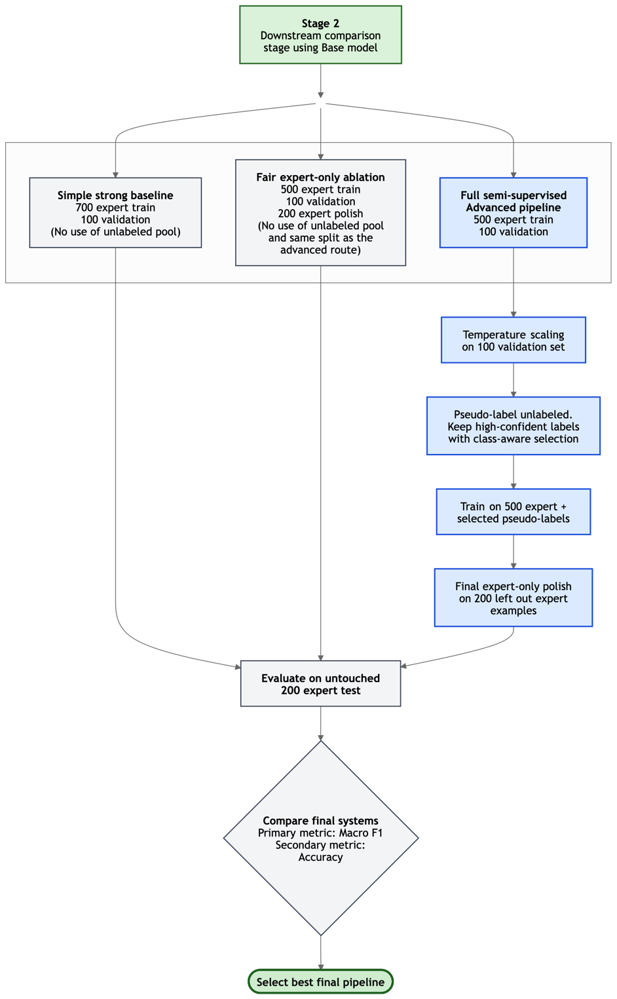 Stage 2
Downstream comparison
stage using Base model
Simple strong baseline
700 expert train
100 validation
(No use of unlabeled pool)
Fair expert-only ablation
500 expert train
100 validation
200 expert polish
(No use of unlabeled pool
and same split as the
advanced route)
Full semi-supervised
Advanced pipeline
500 expert train
100 validation
Temperature scaling
on 100 validation set
Pseudo-label unlabeled.
Keep high-confident labels
with class-aware selection
Train on 500 expert +
selected pseudo-labels
Final expert-only polish
on 200 left out expert
examples
Evaluate on untouched
200 expert test
Compare final systems
Primary metric: Macro F1
Secondary metric:
Accuracy
Select best final pipeline